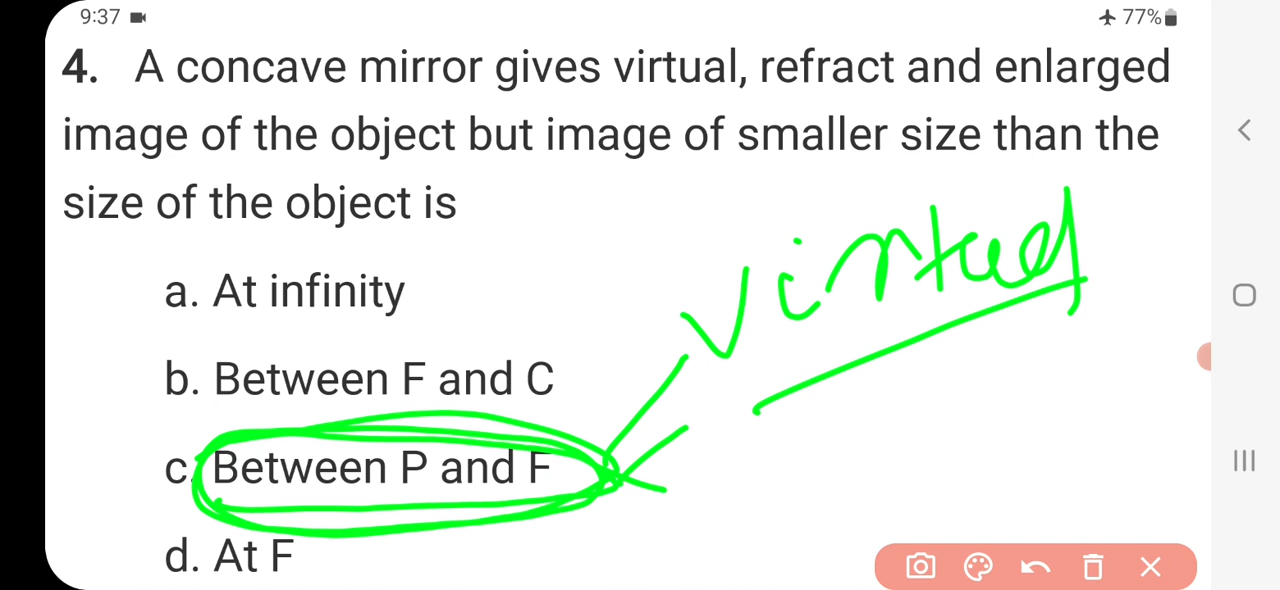 9:37 77%
4. A concave mirror gives virtual, refract and enlarged
image of the object but image of smaller size than the
size of the object is
virtual
a. At infinity
b. Between F and C
c. Between P and F
d. At F